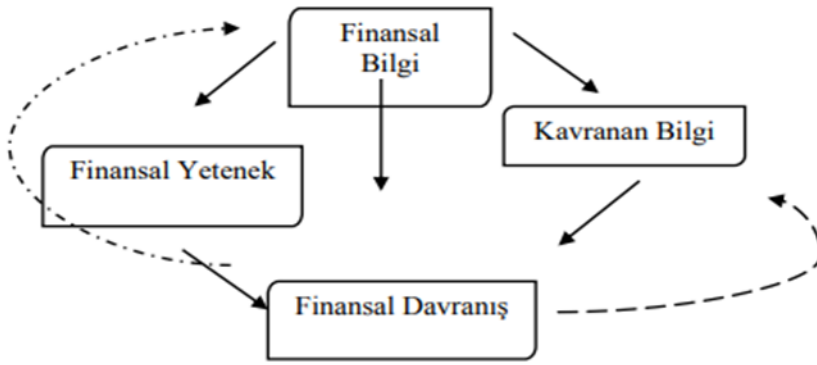 Finansal
Bilgi
Kavranan Bilgi
Finansal Yetenek
Finansal Davranış